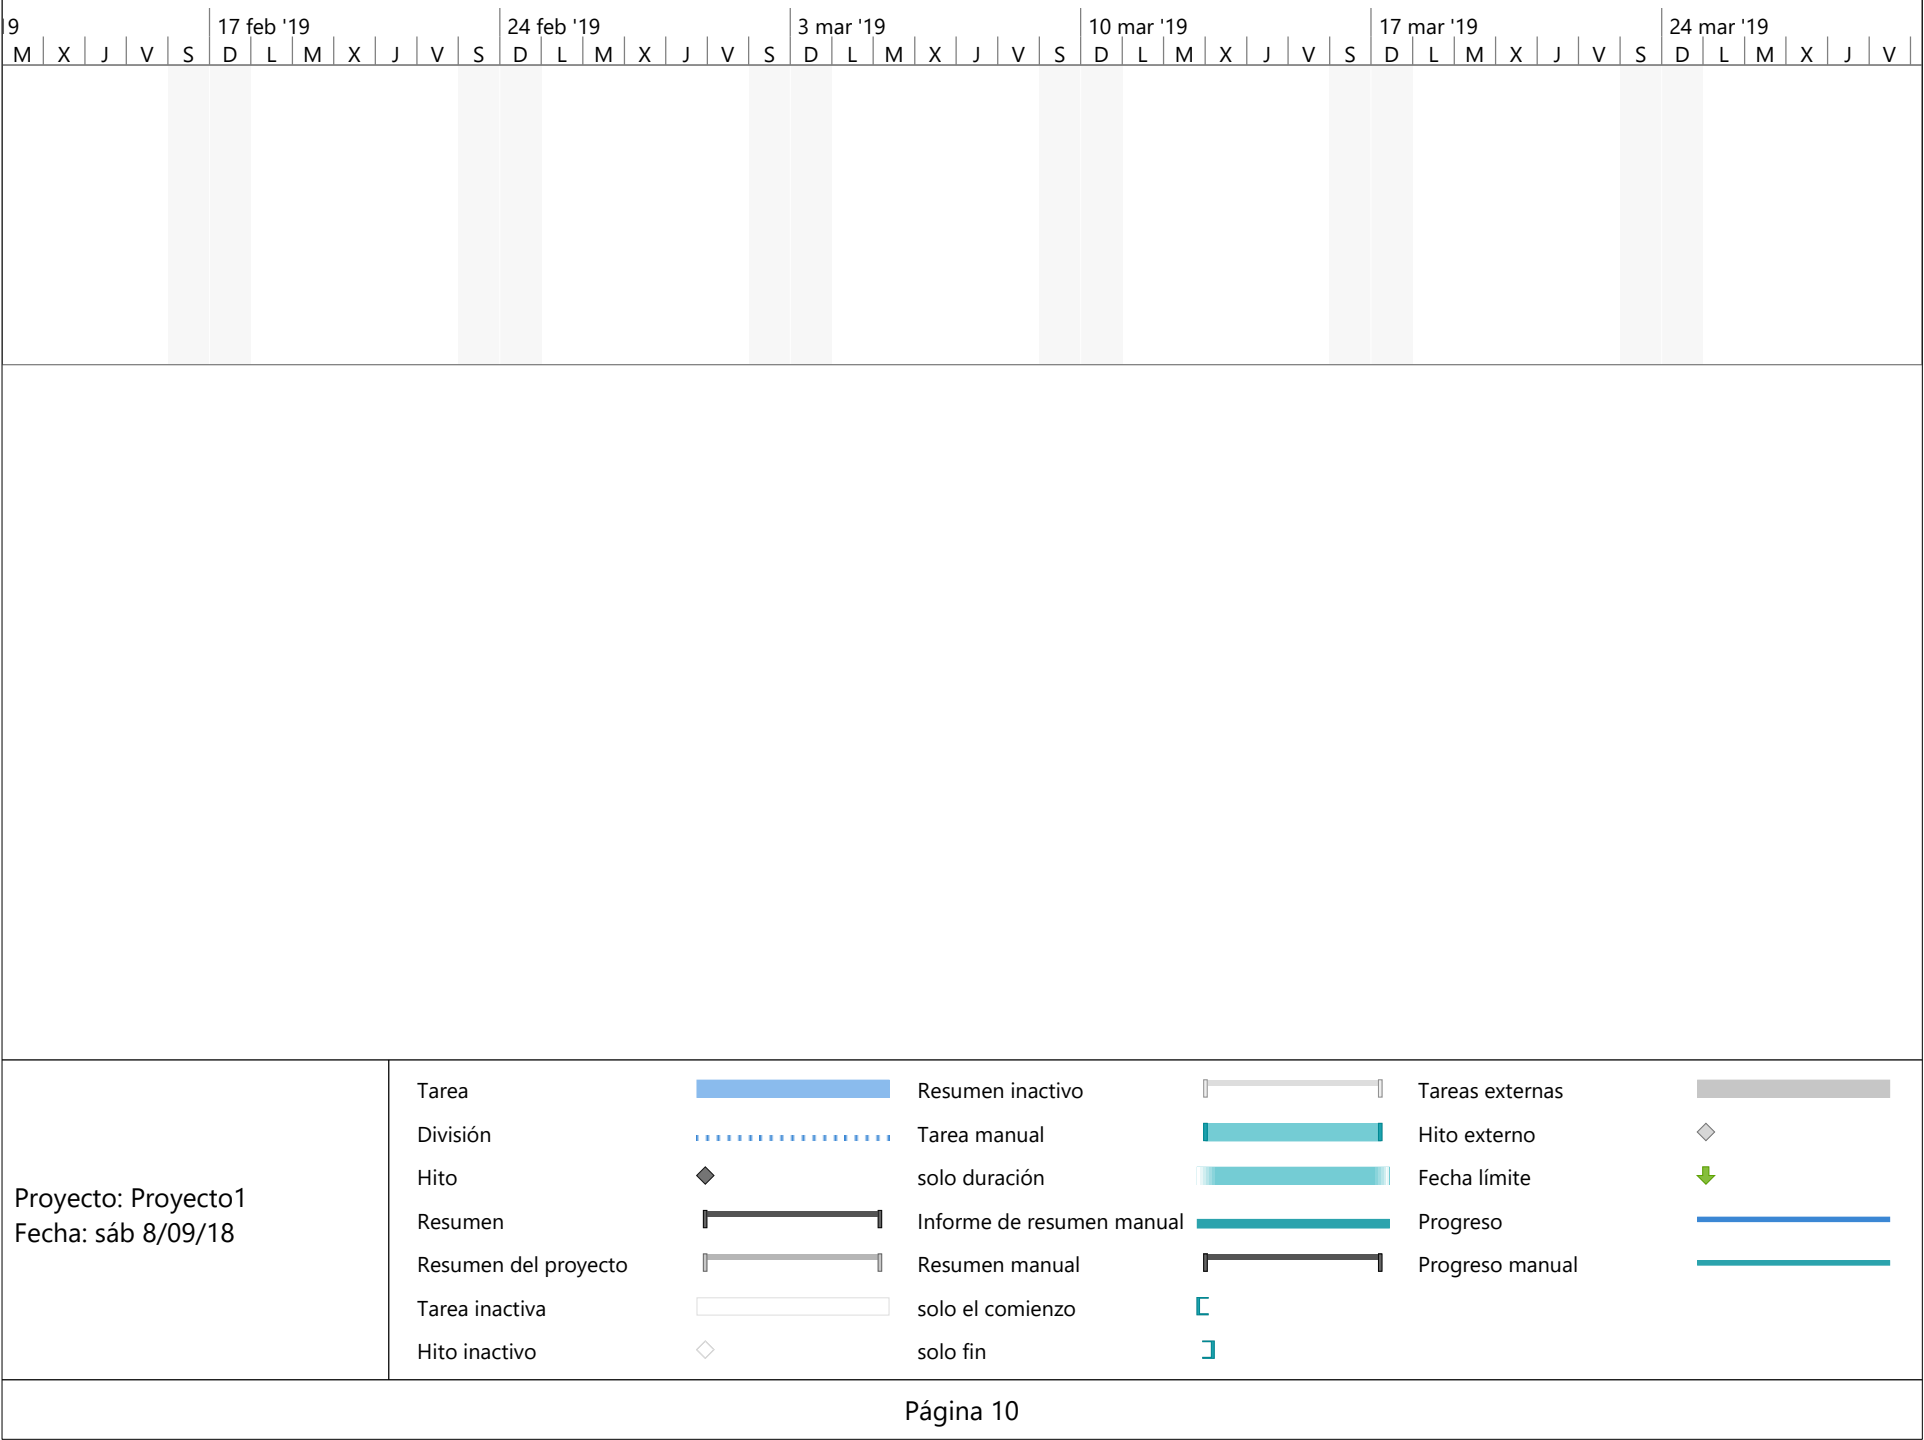 19 17 feb '19 24 feb '19 3 mar '19 10 mar '19 17 mar '19 24 mar '19
M X J V S D L M X J V S D L M X J V S D L M X J V S D L M X J V S D L M X J V S D L M X J V
Tarea Resumen inactivo Tareas externas
División Tarea manual Hito externo
Hito solo duración Fecha límite
Proyecto: Proyecto1
Fecha: sáb 8/09/18
Resumen Informe de resumen manual Progreso
Resumen del proyecto Resumen manual Progreso manual
Tarea inactiva solo el comienzo
Hito inactivo solo fin
Página 10